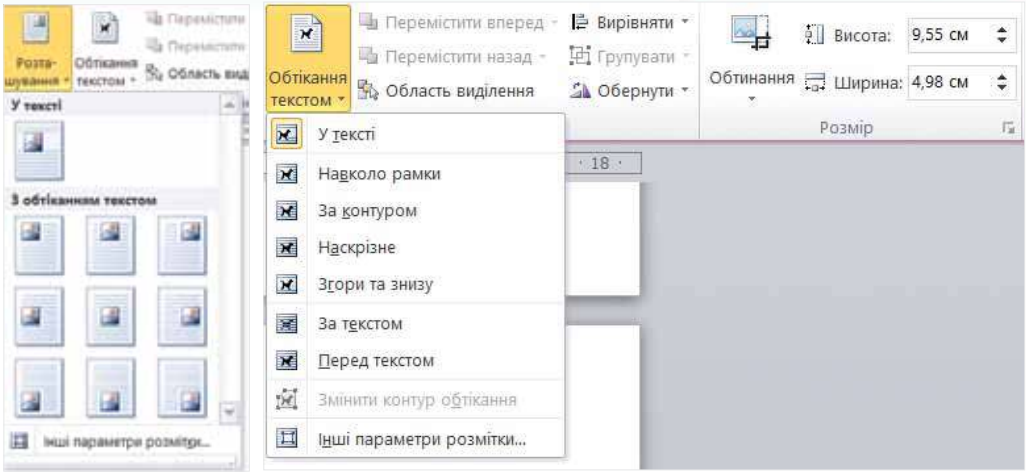 Розта-
шування
Обтікання
текстом
Перемістити
Перемістити
Область вид
У тексті
З обтіканням текстом
Інші параметри розмітки...
Обтікання
текстом
Перемістити вперед
Перемістити назад
Область виділення
Вирівняти
Групувати
Обернути
Обтинання
Висота: 9,55 см
Ширина: 4,98 см
Розмір
У тексті
Навколо рамки
За контуром
Наскрізне
Згори та знизу
За текстом
Перед текстом
Змінити контур обтікання
Інші параметри розмітки...
· 18 ·